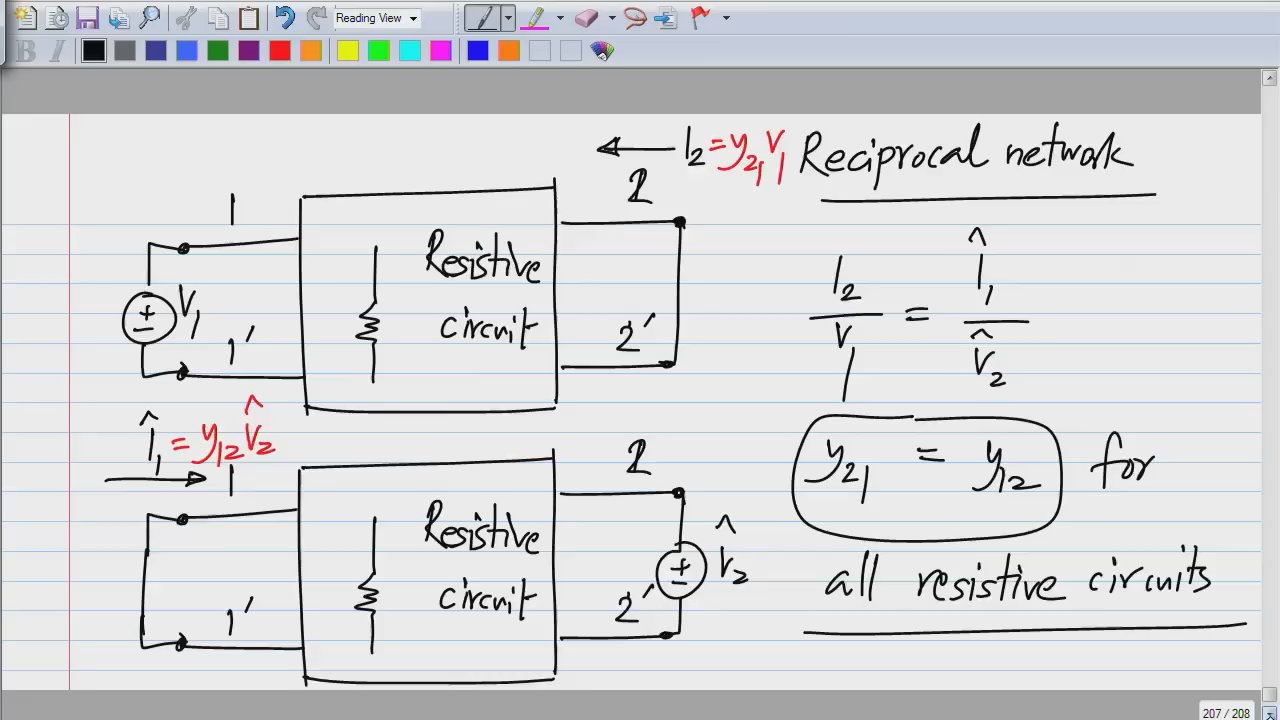 Reading View
B I A U
I2 = y21 V1
Reciprocal network
1
2
Resistive
circuit
V1
1′
2′
I2 / V1 = Î1 / V̂2
Î1 = y12 V̂2
1
2
y21 = y12 for
Resistive
circuit
V̂2
1′
2′
all resistive circuits
207 / 208